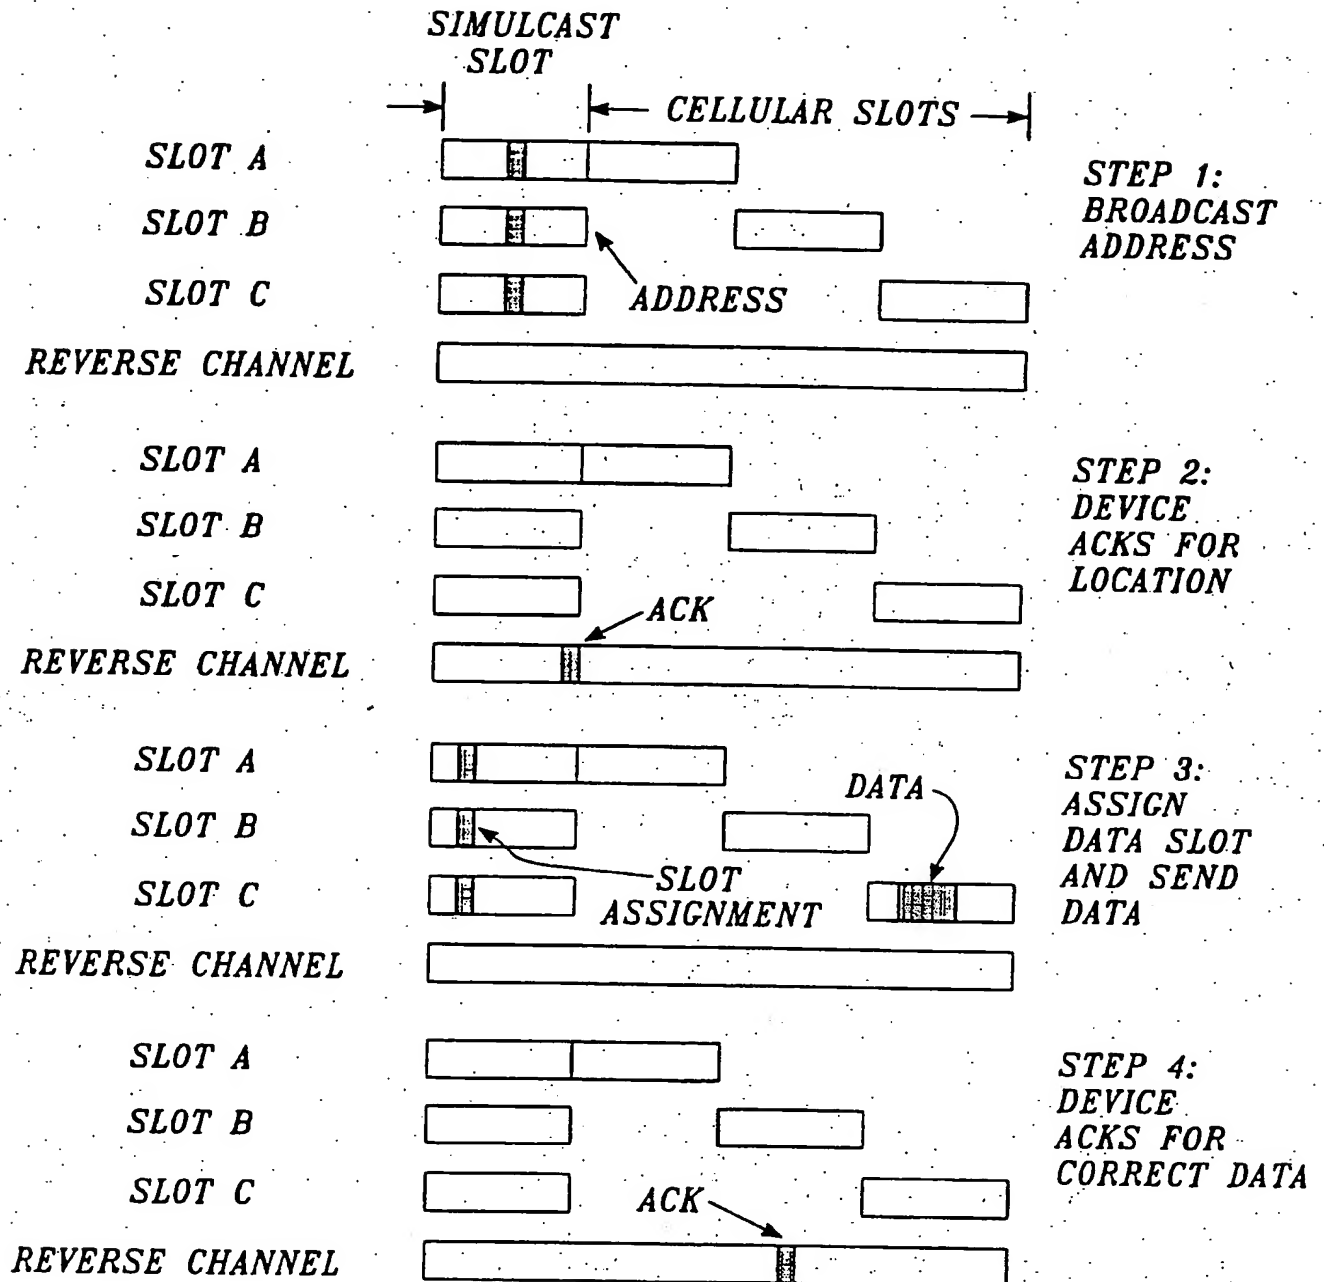 SIMULCAST
SLOT
CELLULAR SLOTS
SLOT A
SLOT B
SLOT C
ADDRESS
REVERSE CHANNEL
STEP 1:
BROADCAST
ADDRESS
SLOT A
SLOT B
SLOT C
ACK
REVERSE CHANNEL
STEP 2:
DEVICE
ACKS FOR
LOCATION
SLOT A
SLOT B
SLOT C
DATA
SLOT
ASSIGNMENT
REVERSE CHANNEL
STEP 3:
ASSIGN
DATA SLOT
AND SEND
DATA
SLOT A
SLOT B
SLOT C
ACK
REVERSE CHANNEL
STEP 4:
DEVICE
ACKS FOR
CORRECT DATA